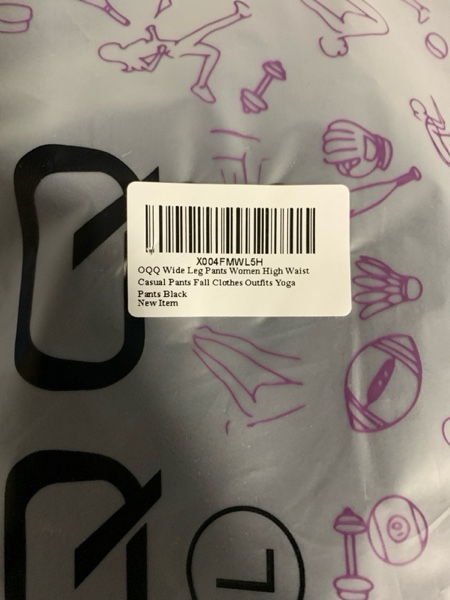 X004FMWL5H
OQQ Wide Leg Pants Women High Waist
Casual Pants Fall Clothes Outfits Yoga
Pants Black
New Item
Q
Q
L